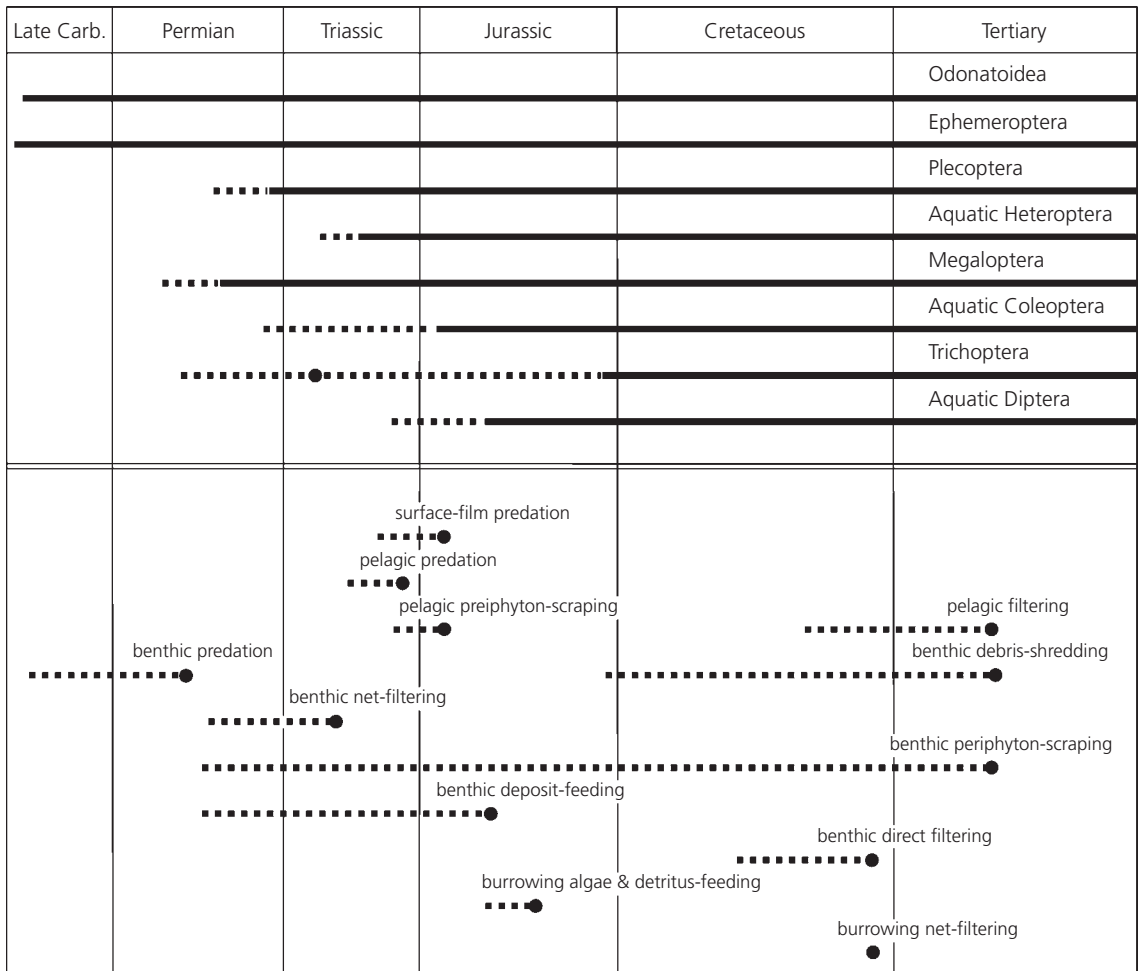 Late Carb. Permian Triassic Jurassic Cretaceous Tertiary
Odonatoidea
Ephemeroptera
Plecoptera
Aquatic Heteroptera
Megaloptera
Aquatic Coleoptera
Trichoptera
Aquatic Diptera
surface-film predation
pelagic predation
pelagic preiphyton-scraping pelagic filtering
benthic predation benthic debris-shredding
benthic net-filtering
benthic periphyton-scraping
benthic deposit-feeding
benthic direct filtering
burrowing algae & detritus-feeding
burrowing net-filtering